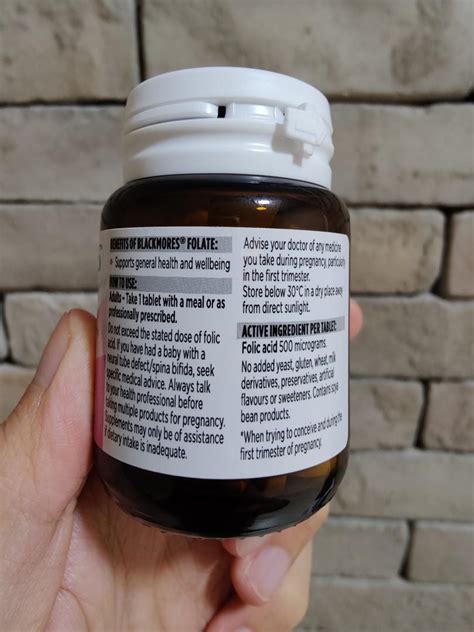 BENEFITS OF BLACKMORES® FOLATE:
• Supports general health and wellbeing
HOW TO USE:
Adults - Take 1 tablet with a meal or as
professionally prescribed.
Do not exceed the stated dose of folic
acid. If you have had a baby with a
neural tube defect/spina bifida, seek
specific medical advice. Always talk
to your health professional before
taking multiple products for pregnancy.
Supplements may only be of assistance
if dietary intake is inadequate.
Advise your doctor of any medicine
you take during pregnancy, particularly
in the first trimester.
Store below 30°C in a dry place away
from direct sunlight.
ACTIVE INGREDIENT PER TABLET:
Folic acid 500 micrograms.
No added yeast, gluten, wheat, milk
derivatives, preservatives, artificial
flavours or sweeteners. Contains soya
bean products.
*When trying to conceive and during the
first trimester of pregnancy.